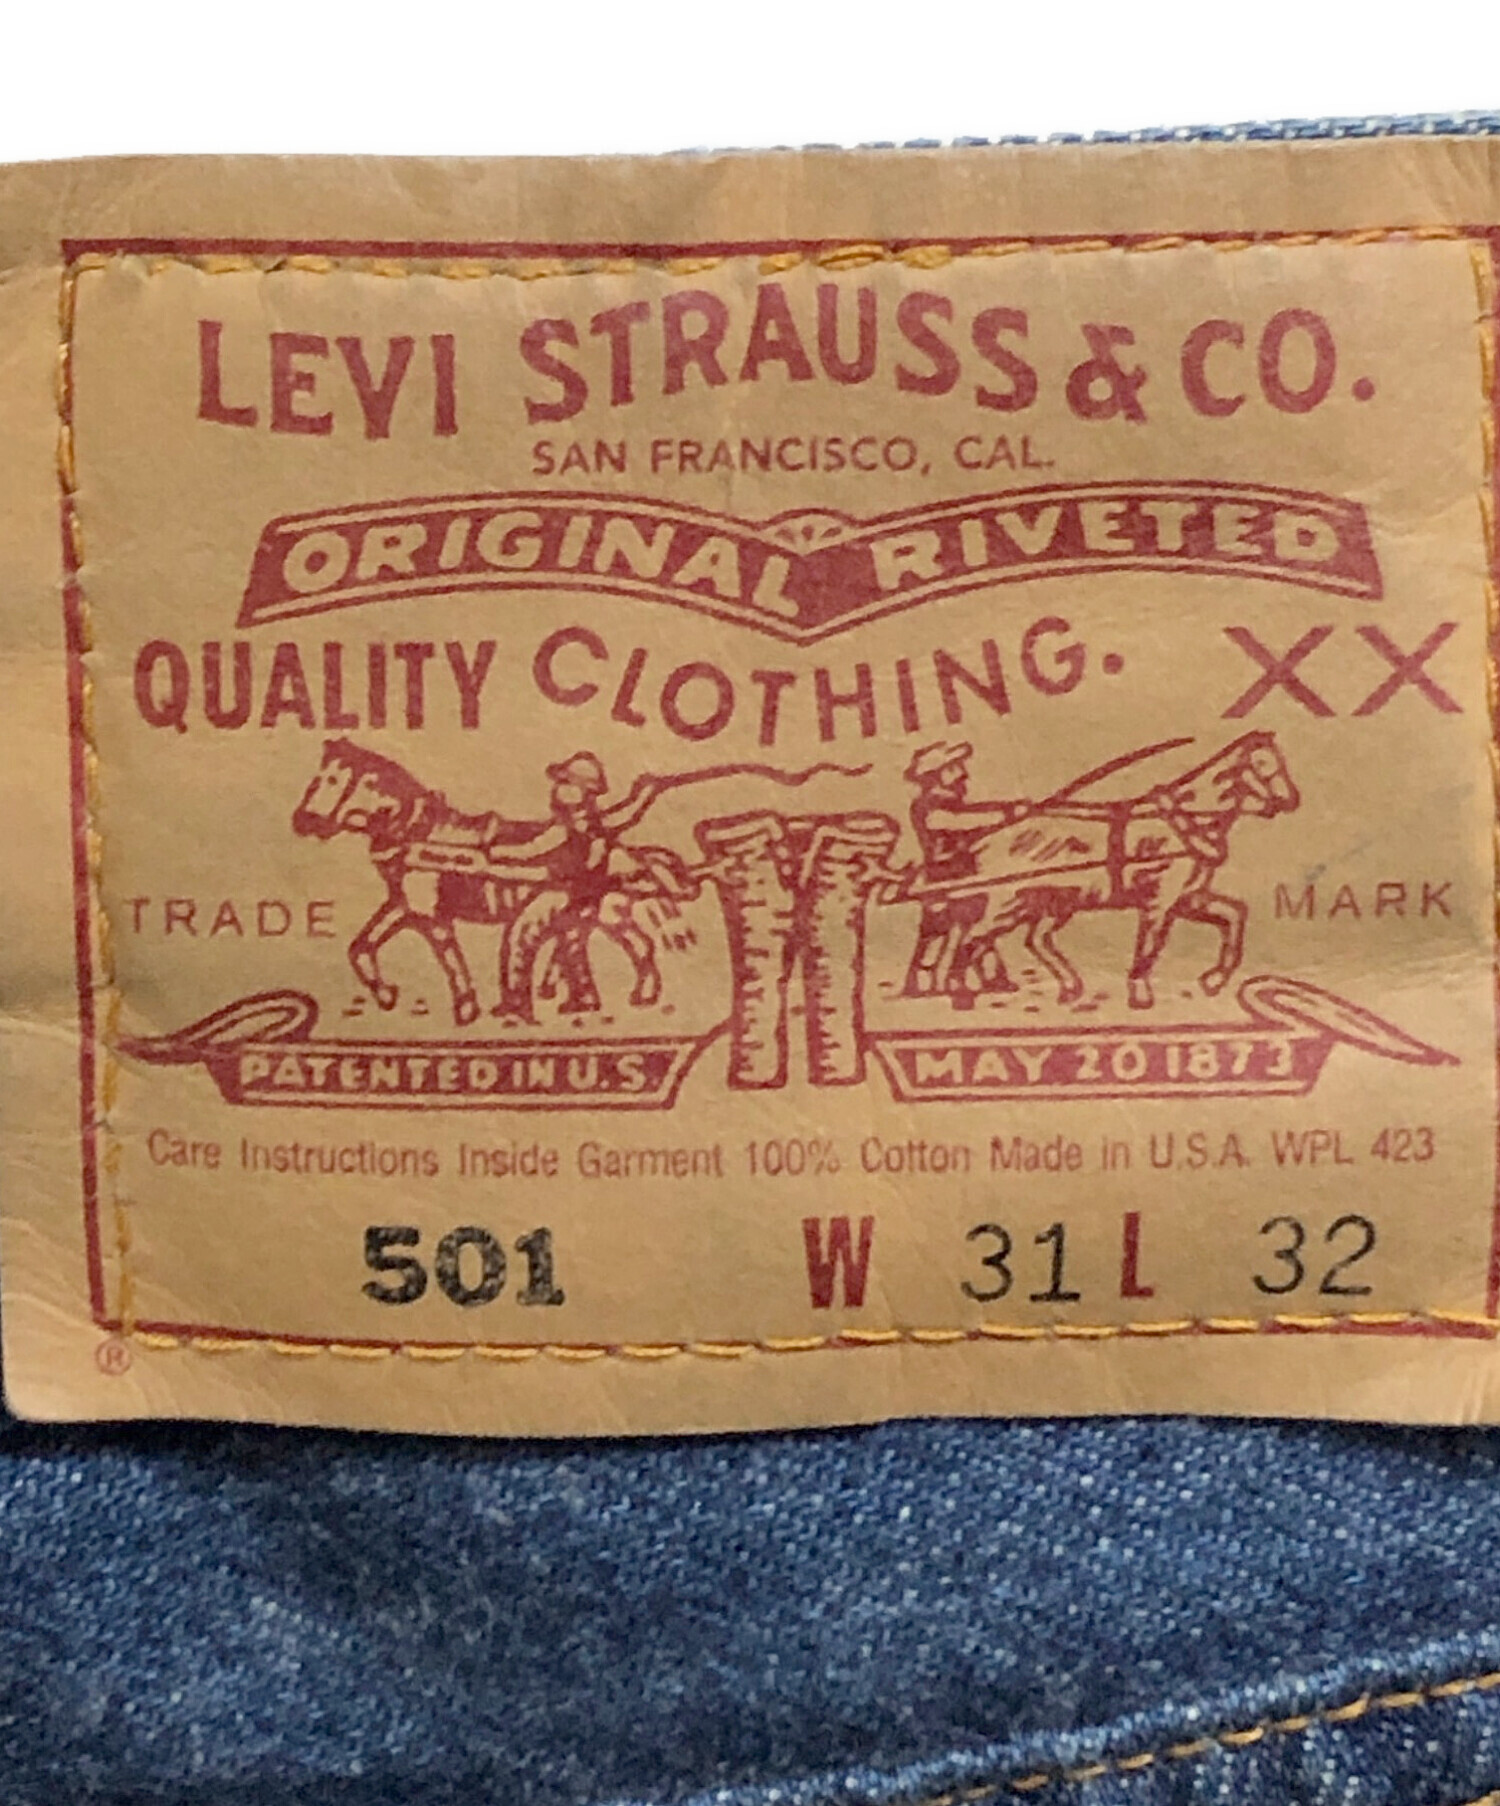 LEVI STRAUSS & CO.
SAN FRANCISCO, CAL.
ORIGINAL RIVETED
QUALITY CLOTHING. XX
TRADE MARK
PATENTED IN U.S. MAY 20 1873
Care Instructions Inside Garment 100% Cotton Made in U.S.A. WPL 423
501 W 31 L 32
®